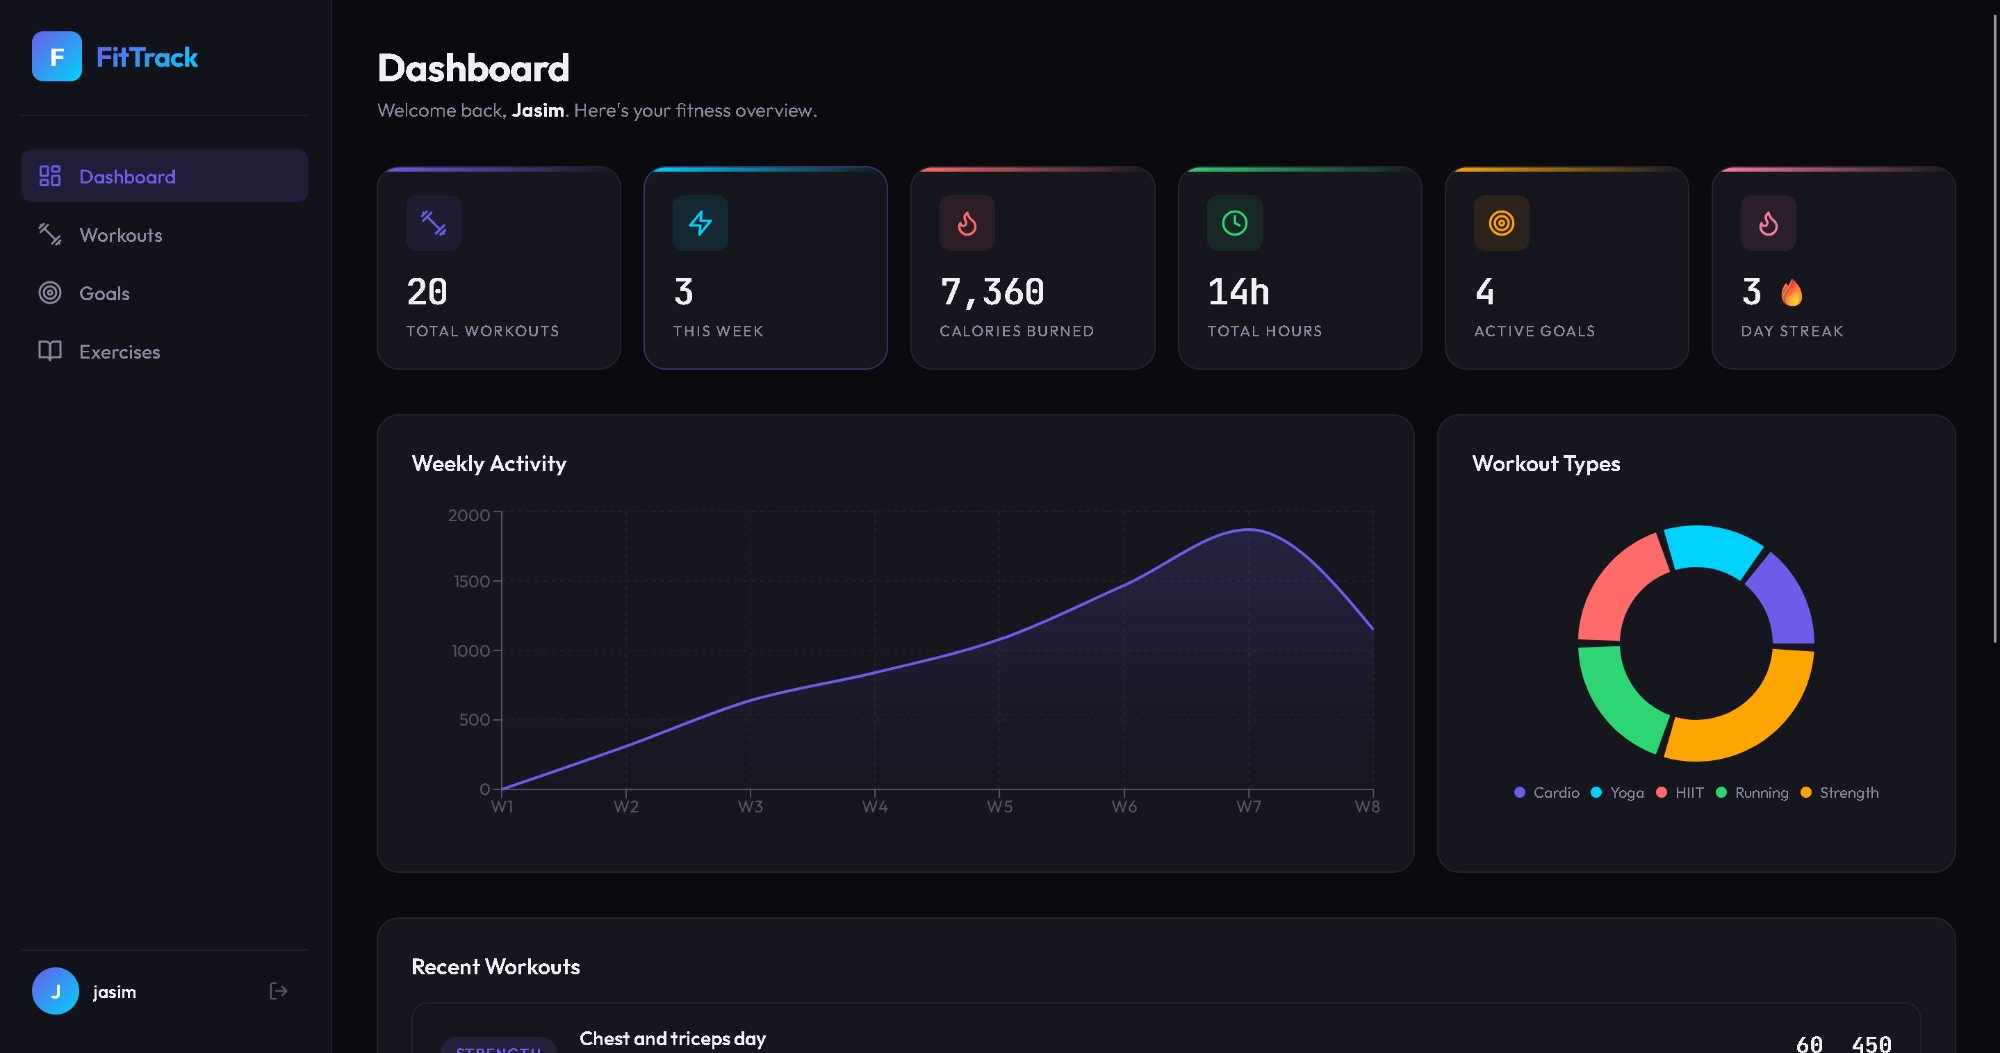 F FitTrack
Dashboard
Workouts
Goals
Exercises
J jasim
Dashboard
Welcome back, Jasim. Here's your fitness overview.
20
TOTAL WORKOUTS
3
THIS WEEK
7,360
CALORIES BURNED
14h
TOTAL HOURS
4
ACTIVE GOALS
3 🔥
DAY STREAK
Weekly Activity
2000
1500
1000
500
0
W1 W2 W3 W4 W5 W6 W7 W8
Workout Types
Cardio Yoga HIIT Running Strength
Recent Workouts
STRENGTH Chest and triceps day 60 450